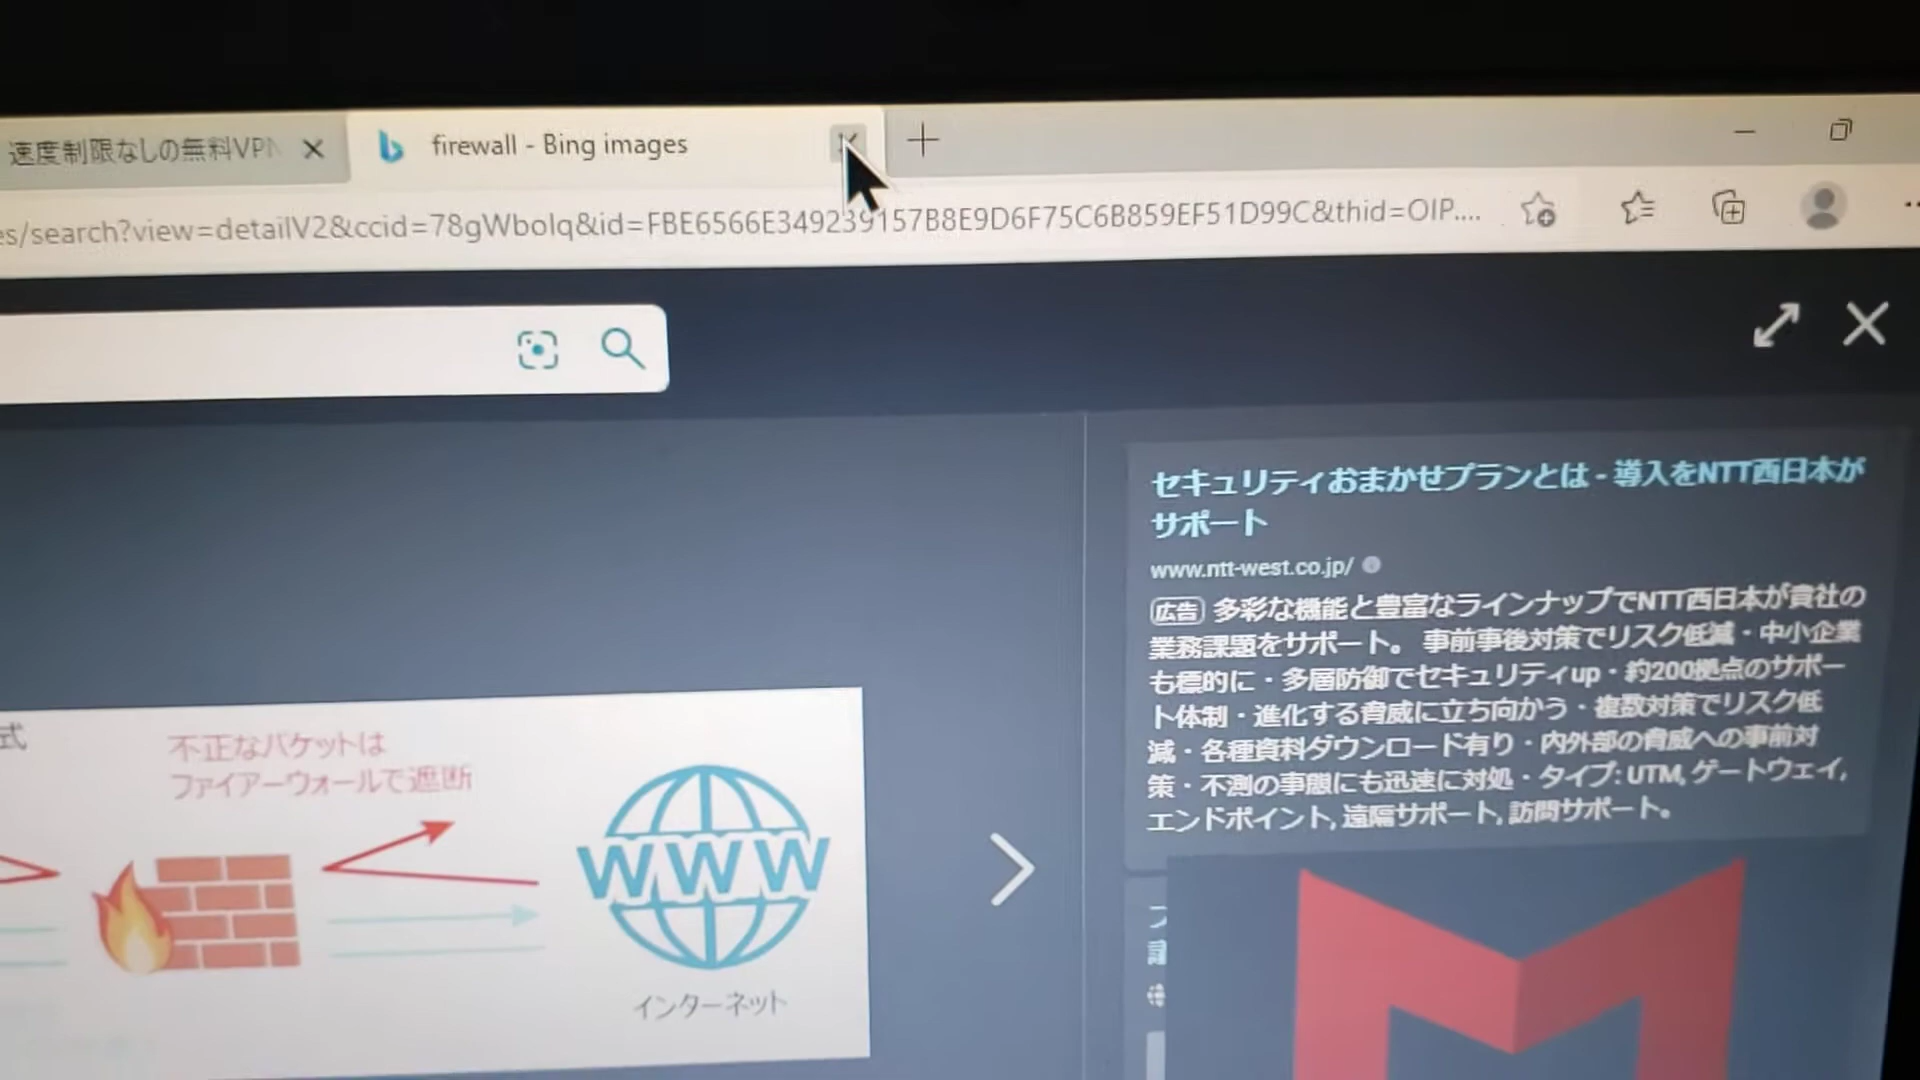 速度制限なしの無料VPN
firewall - Bing images
es/search?view=detailV2&ccid=78gWbolq&id=FBE6566E349239157B8E9D6F75C6B859EF51D99C&thid=OIP....
セキュリティおまかせプランとは - 導入をNTT西日本が
サポート
www.ntt-west.co.jp/
広告 多彩な機能と豊富なラインナップでNTT西日本が貴社の
業務課題をサポート。 事前事後対策でリスク低減・中小企業
も標的に・多層防御でセキュリティup・約200拠点のサポー
ト体制・進化する脅威に立ち向かう・複数対策でリスク低
減・各種資料ダウンロード有り・内外部の脅威への事前対
策・不測の事態にも迅速に対処・タイプ: UTM, ゲートウェイ,
エンドポイント, 遠隔サポート, 訪問サポート。
式
不正なパケットは
ファイアーウォールで遮断
WWW
インターネット